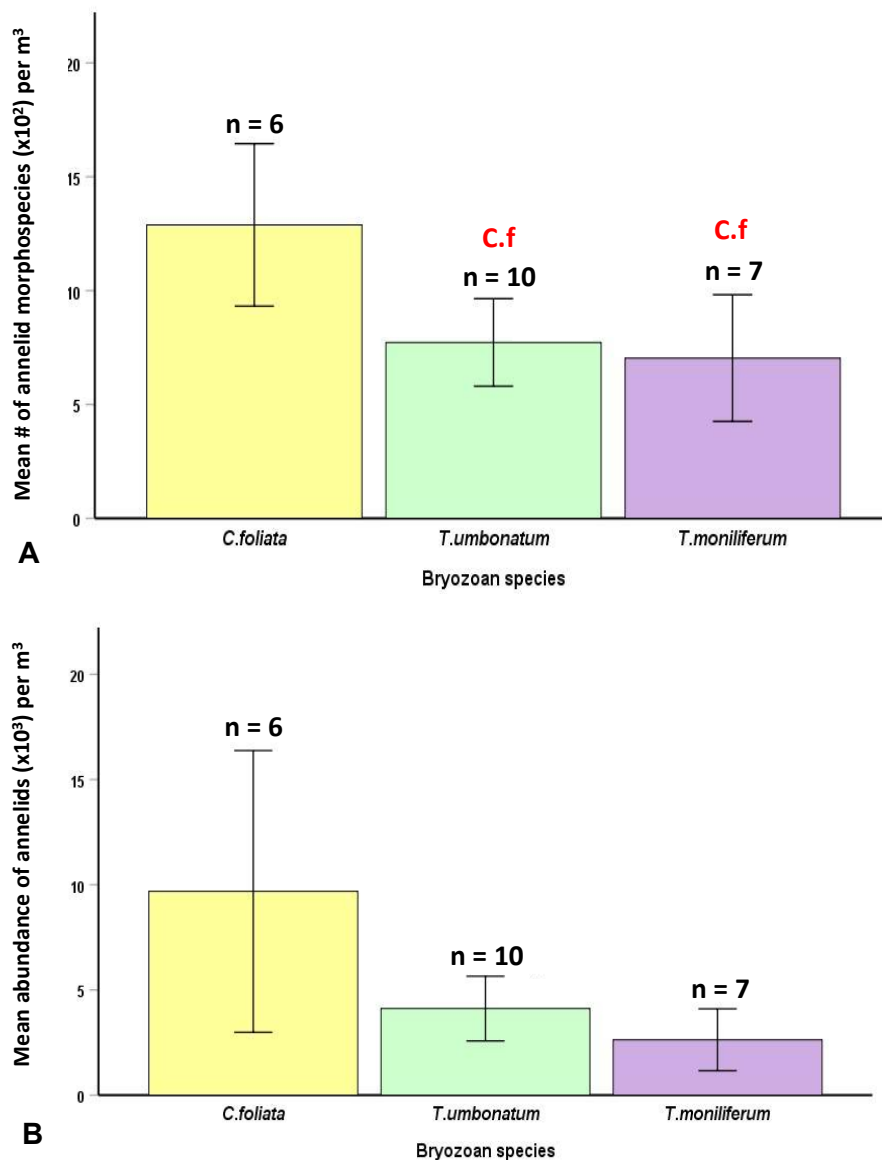 Mean # of annelid morphospecies (x10²) per m³
20
15
10
5
0
n = 6
C.f
n = 10
C.f
n = 7
C.foliata
T.umbonatum
T.moniliferum
Bryozoan species
A
Mean abundance of annelids (x10³) per m³
20
15
10
5
0
n = 6
n = 10
n = 7
C.foliata
T.umbonatum
T.moniliferum
Bryozoan species
B